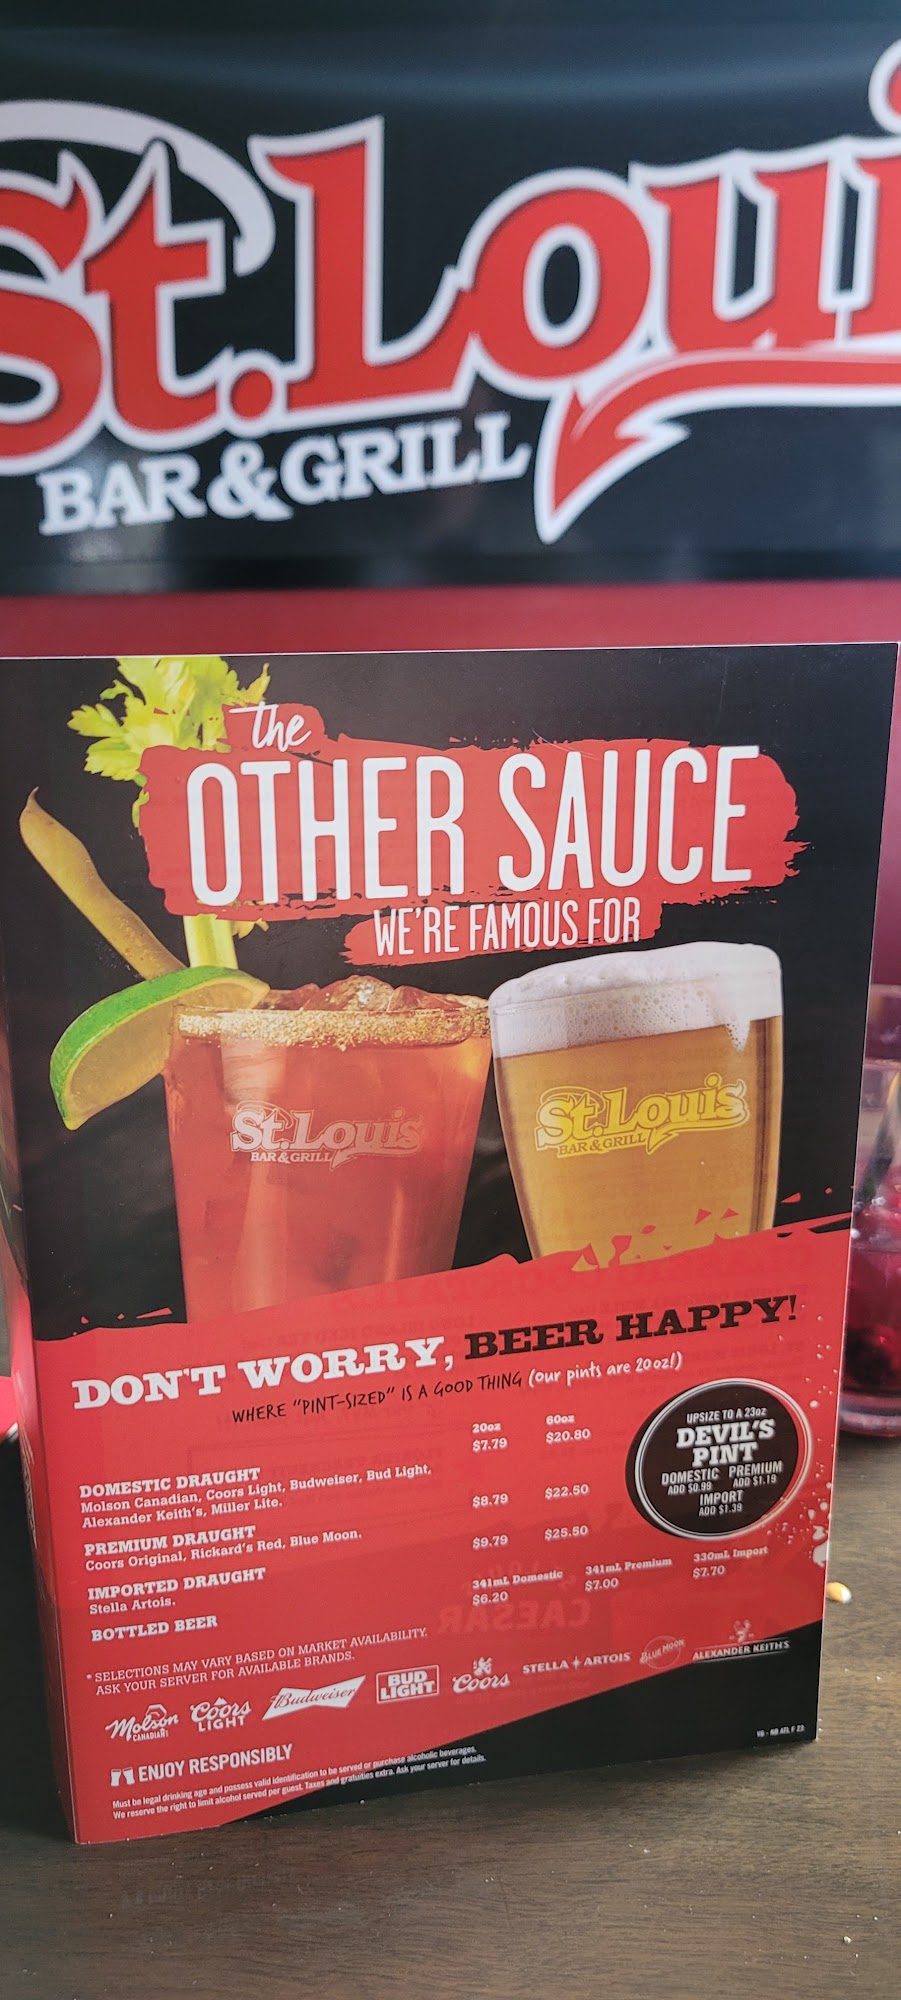 St. Loui
BAR & GRILL
the
OTHER SAUCE
WE'RE FAMOUS FOR
St. Louis
BAR & GRILL
St. Louis
BAR & GRILL
DON'T WORRY, BEER HAPPY!
WHERE "PINT-SIZED" IS A GOOD THING (our pints are 20oz!)
20oz 60oz
DOMESTIC DRAUGHT $7.79 $20.80
Molson Canadian, Coors Light, Budweiser, Bud Light,
Alexander Keith's, Miller Lite.
PREMIUM DRAUGHT $8.79 $22.50
Coors Original, Rickard's Red, Blue Moon.
IMPORTED DRAUGHT $9.79 $25.50
Stella Artois.
341mL Domestic 341mL Premium 330mL Import
BOTTLED BEER $6.20 $7.00 $7.70
UPSIZE TO A 23oz
DEVIL'S
PINT
DOMESTIC PREMIUM
ADD $0.99 ADD $1.19
IMPORT
ADD $1.39
*SELECTIONS MAY VARY BASED ON MARKET AVAILABILITY.
ASK YOUR SERVER FOR AVAILABLE BRANDS.
Molson CANADIAN Coors LIGHT Budweiser BUD LIGHT Coors STELLA ARTOIS BLUE MOON ALEXANDER KEITH'S
ENJOY RESPONSIBLY
Must be legal drinking age and possess valid identification to be served or purchase alcoholic beverages.
We reserve the right to limit alcohol served per guest. Taxes and gratuities extra. Ask your server for details.
CAESAR